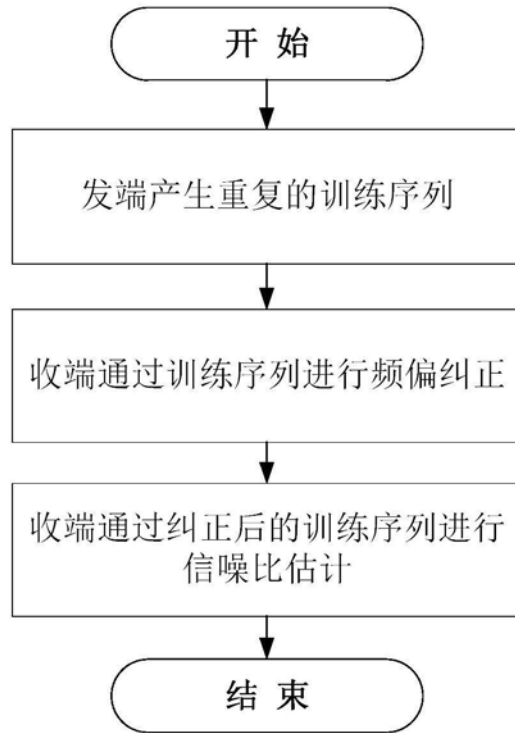 开 始
发端产生重复的训练序列
收端通过训练序列进行频偏纠正
收端通过纠正后的训练序列进行
信噪比估计
结 束